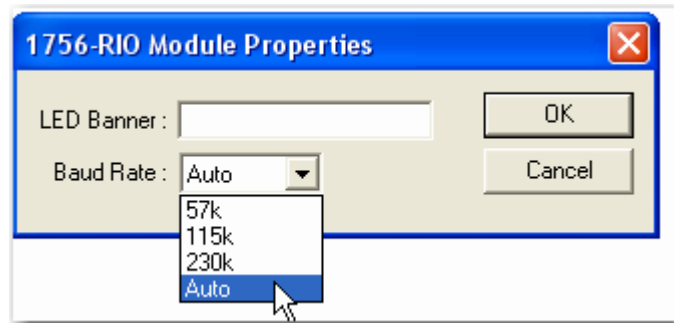 1756-RIO Module Properties
LED Banner :
OK
Baud Rate : Auto
Cancel
57k
115k
230k
Auto